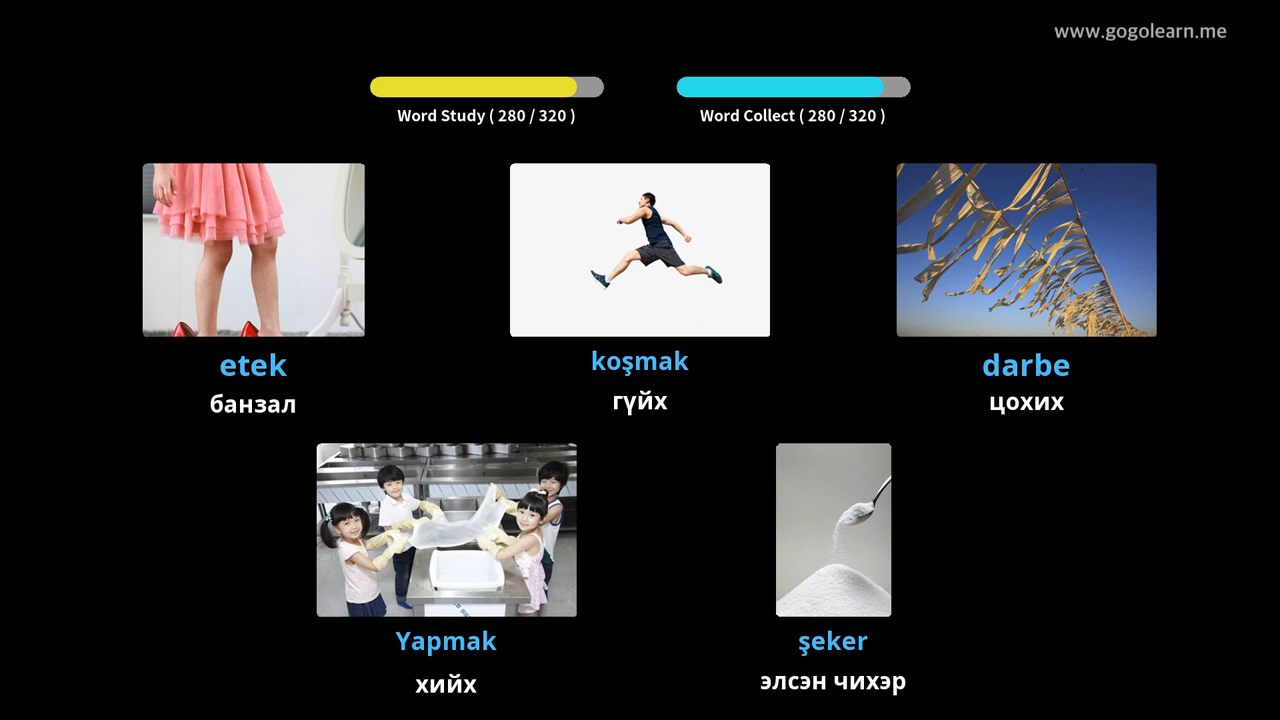 www.gogolearn.me
Word Study ( 280 / 320 )
Word Collect ( 280 / 320 )
etek
банзал
koşmak
гүйх
darbe
цохих
Yapmak
хийх
şeker
элсэн чихэр